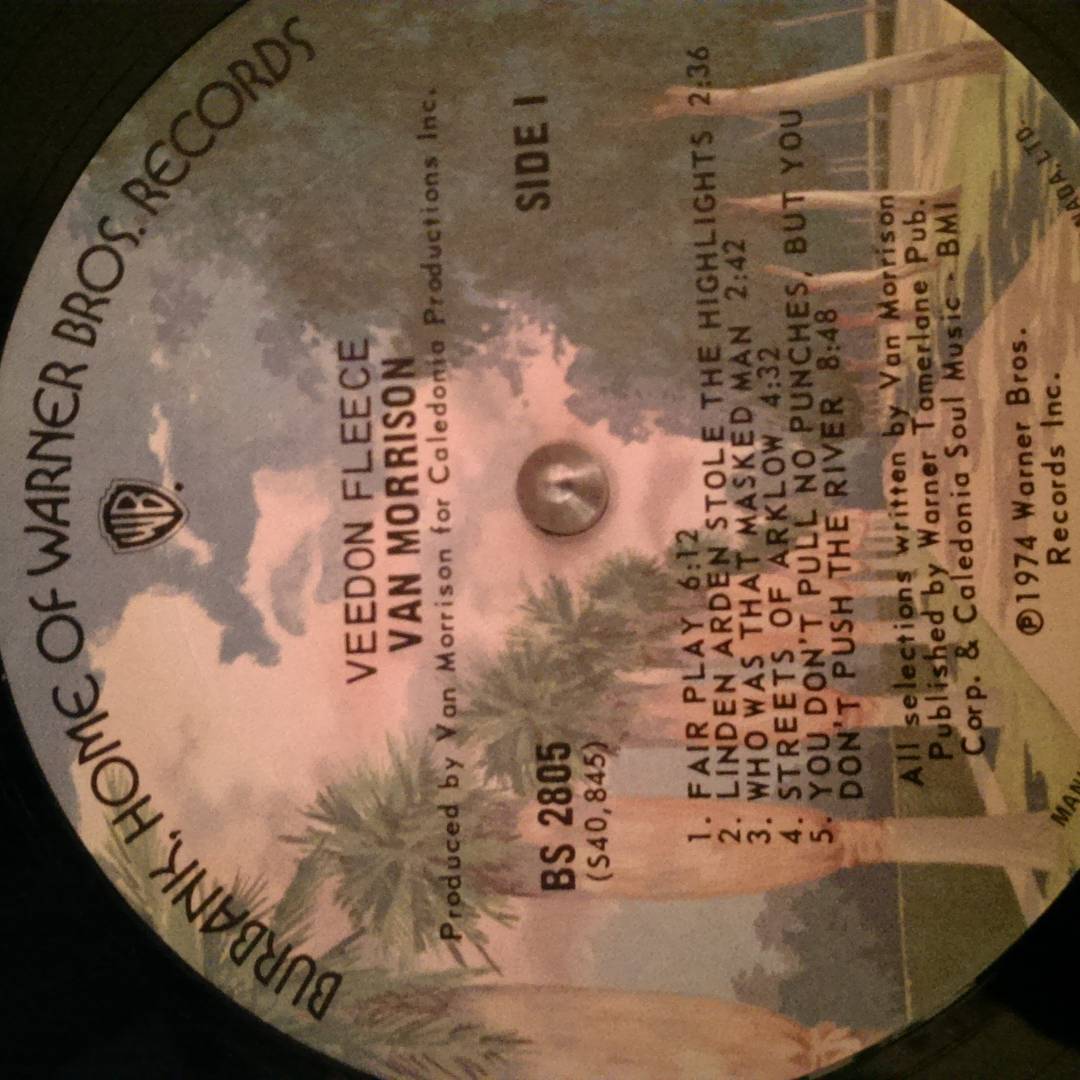 BURBANK, HOME OF WARNER BROS. RECORDS
WB
VEEDON FLEECE
VAN MORRISON
Produced by Van Morrison for Caledonia Productions Inc.
BS 2805 SIDE I
(S40,845)
1. FAIR PLAY 6:12
2. LINDEN ARDEN STOLE THE HIGHLIGHTS 2:36
3. WHO WAS THAT MASKED MAN 2:42
4. STREETS OF ARKLOW 4:32
5. YOU DON'T PULL NO PUNCHES, BUT YOU
DON'T PUSH THE RIVER 8:48
All selections written by Van Morrison
Published by Warner Tamerlane Pub.
Corp. & Caledonia Soul Music - BMI
℗1974 Warner Bros.
Records Inc.